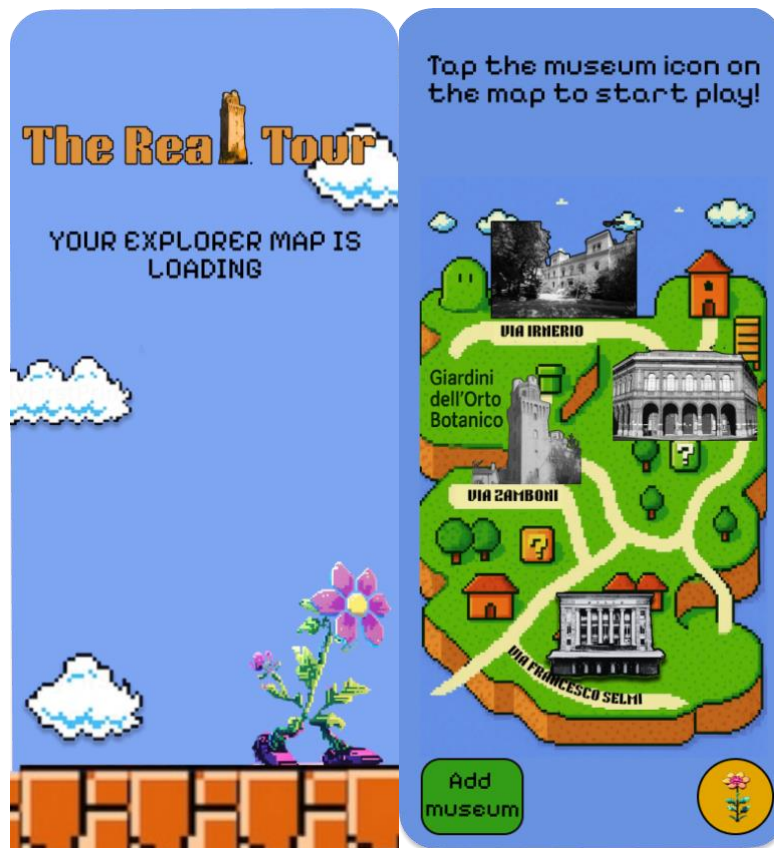 The Rea Tour
YOUR EXPLORER MAP IS
LOADING
Tap the museum icon on
the map to start play!
VIA IRNERIO
Giardini
dell'Orto
Botanico
?
VIA ZAMBONI
?
VIA FRANCESCO SELMI
Add
museum